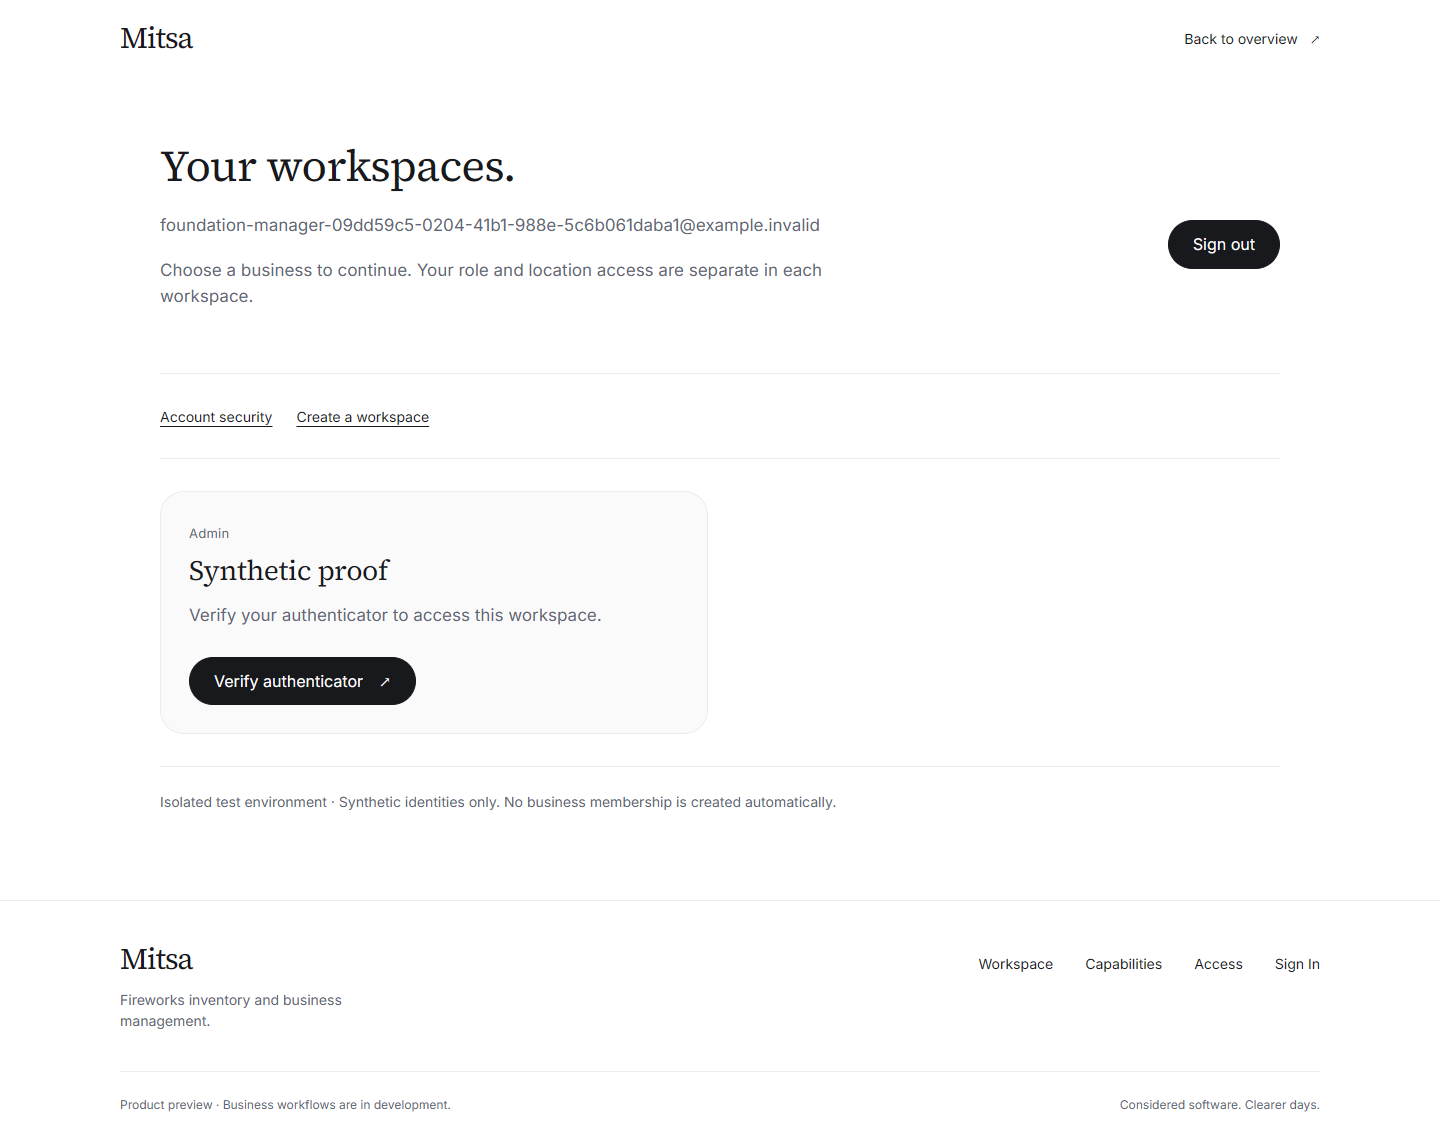 Mitsa
Back to overview ↗
Your workspaces.
foundation-manager-09dd59c5-0204-41b1-988e-5c6b061daba1@example.invalid
Sign out
Choose a business to continue. Your role and location access are separate in each
workspace.
Account security
Create a workspace
Admin
Synthetic proof
Verify your authenticator to access this workspace.
Verify authenticator ↗
Isolated test environment · Synthetic identities only. No business membership is created automatically.
Mitsa
Workspace
Capabilities
Access
Sign In
Fireworks inventory and business
management.
Product preview · Business workflows are in development.
Considered software. Clearer days.